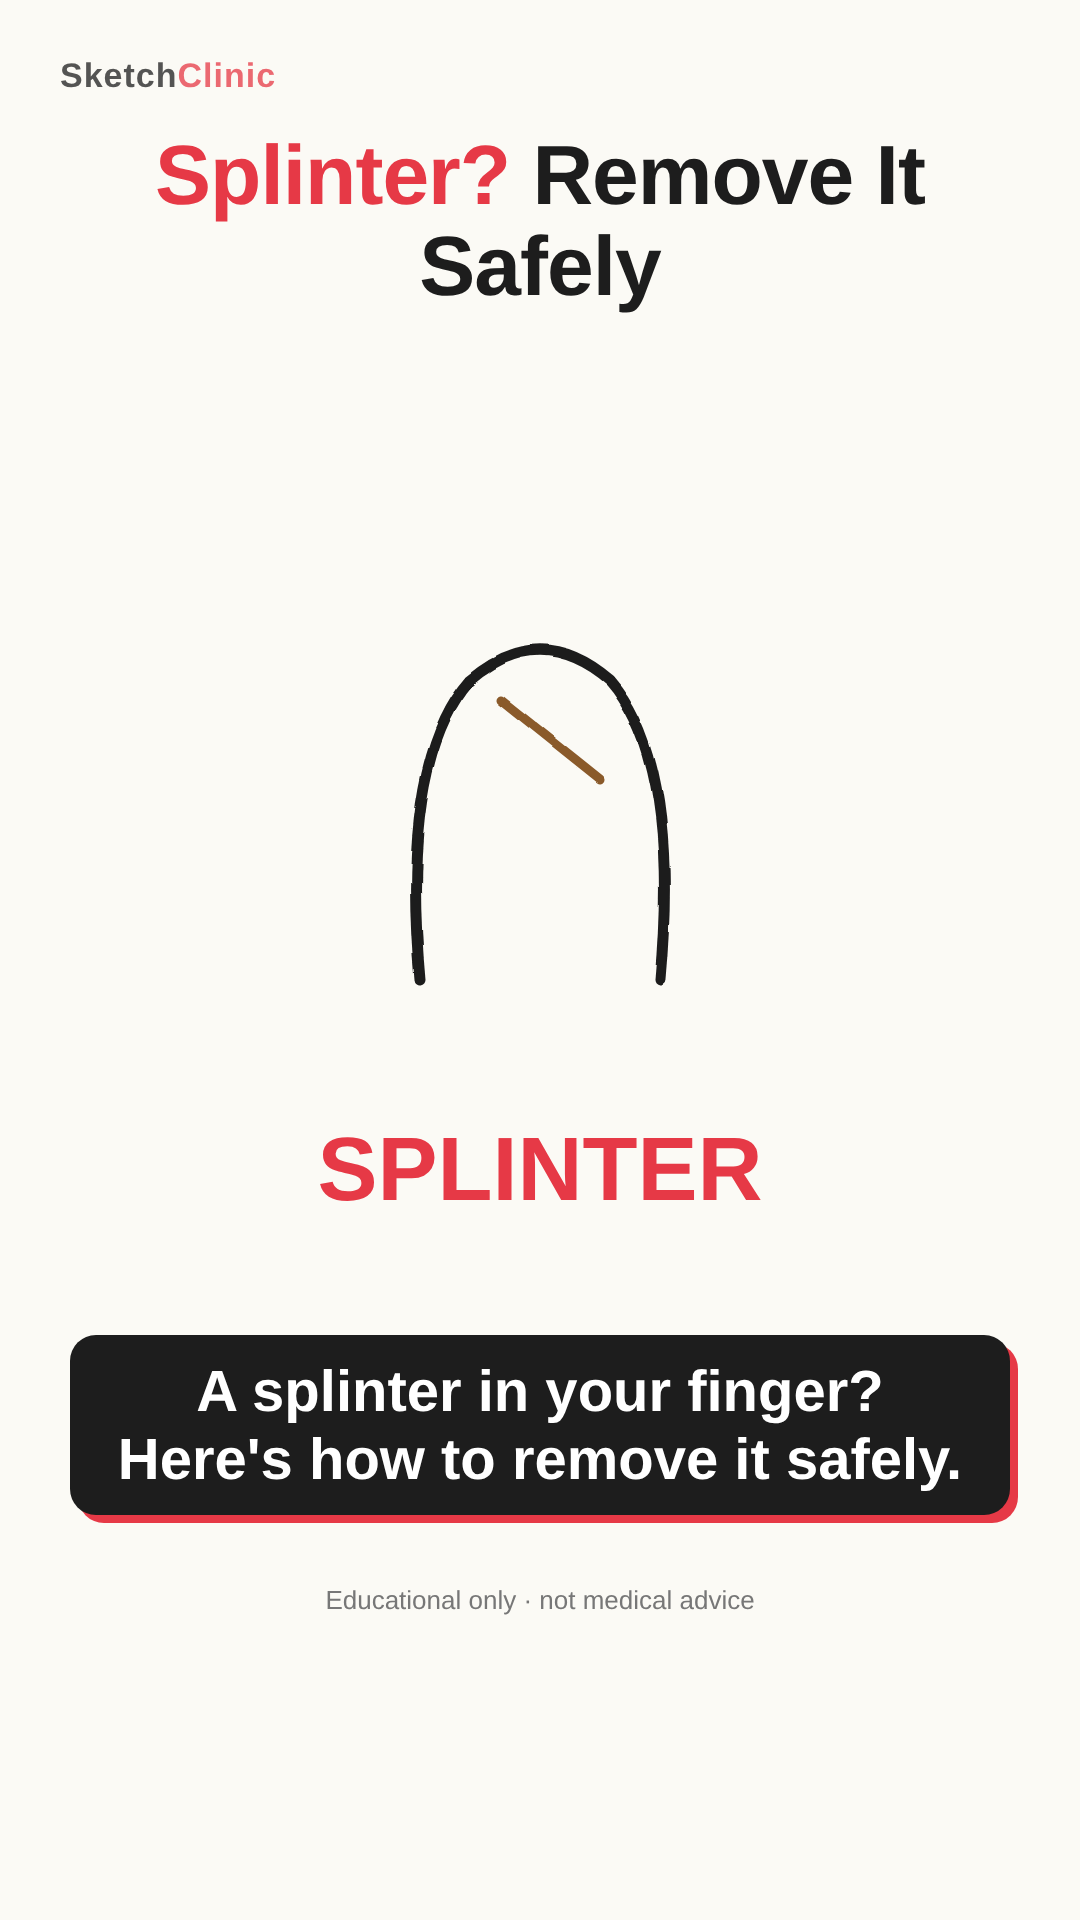 SketchClinic
Splinter? Remove It
Safely
SPLINTER
A splinter in your finger?
Here's how to remove it safely.
Educational only · not medical advice